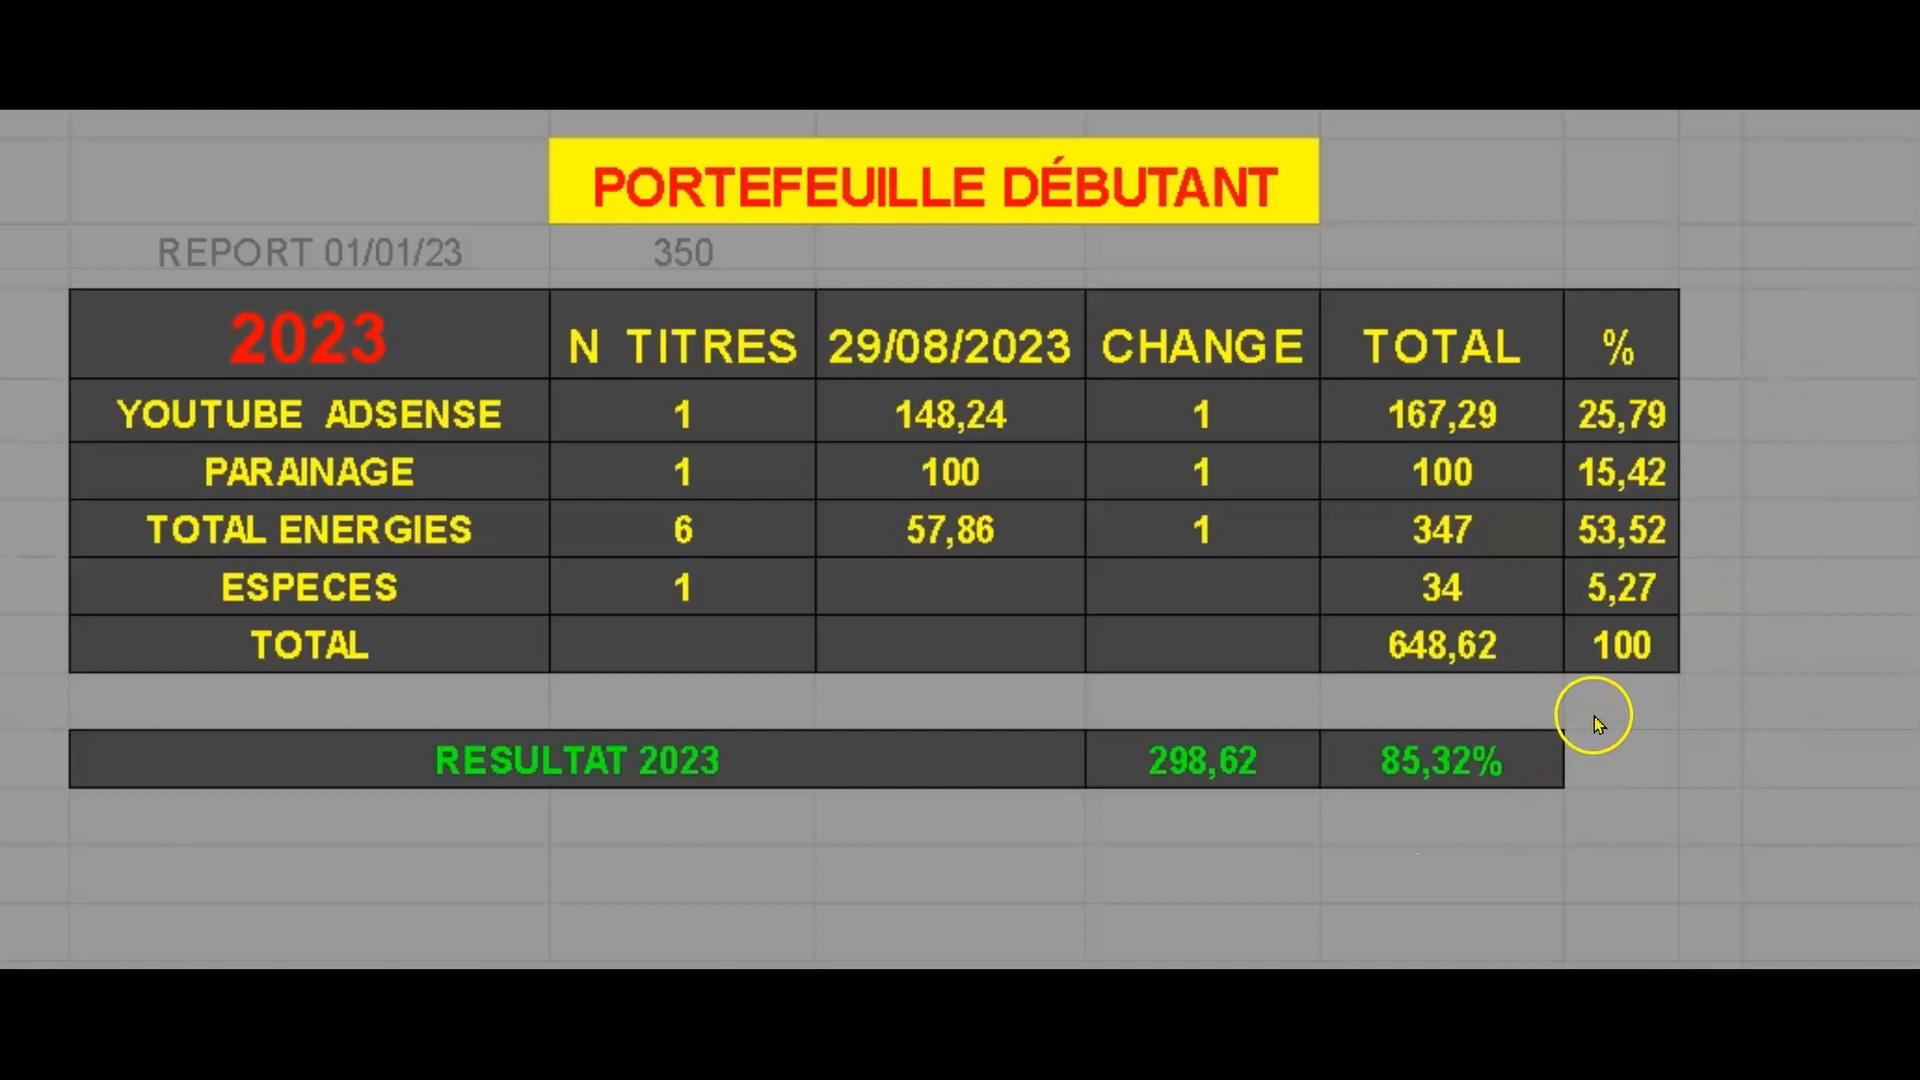 PORTEFEUILLE DÉBUTANT
REPORT 01/01/23 350
2023 N TITRES 29/08/2023 CHANGE TOTAL %
YOUTUBE ADSENSE 1 148,24 1 167,29 25,79
PARAINAGE 1 100 1 100 15,42
TOTAL ENERGIES 6 57,86 1 347 53,52
ESPECES 1 34 5,27
TOTAL 648,62 100
RESULTAT 2023 298,62 85,32%